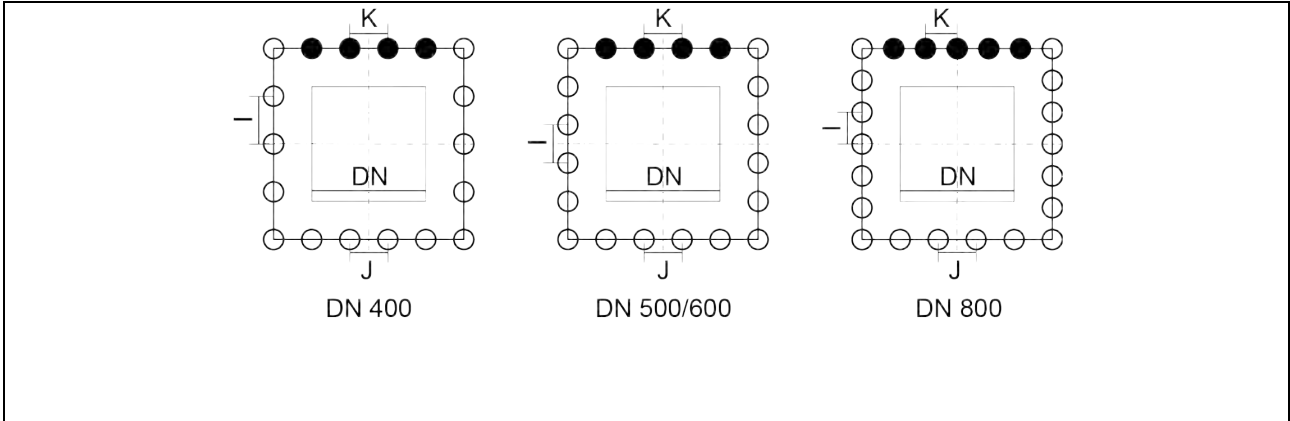 K K K
I I I
DN DN DN
J J J
DN 400 DN 500/600 DN 800